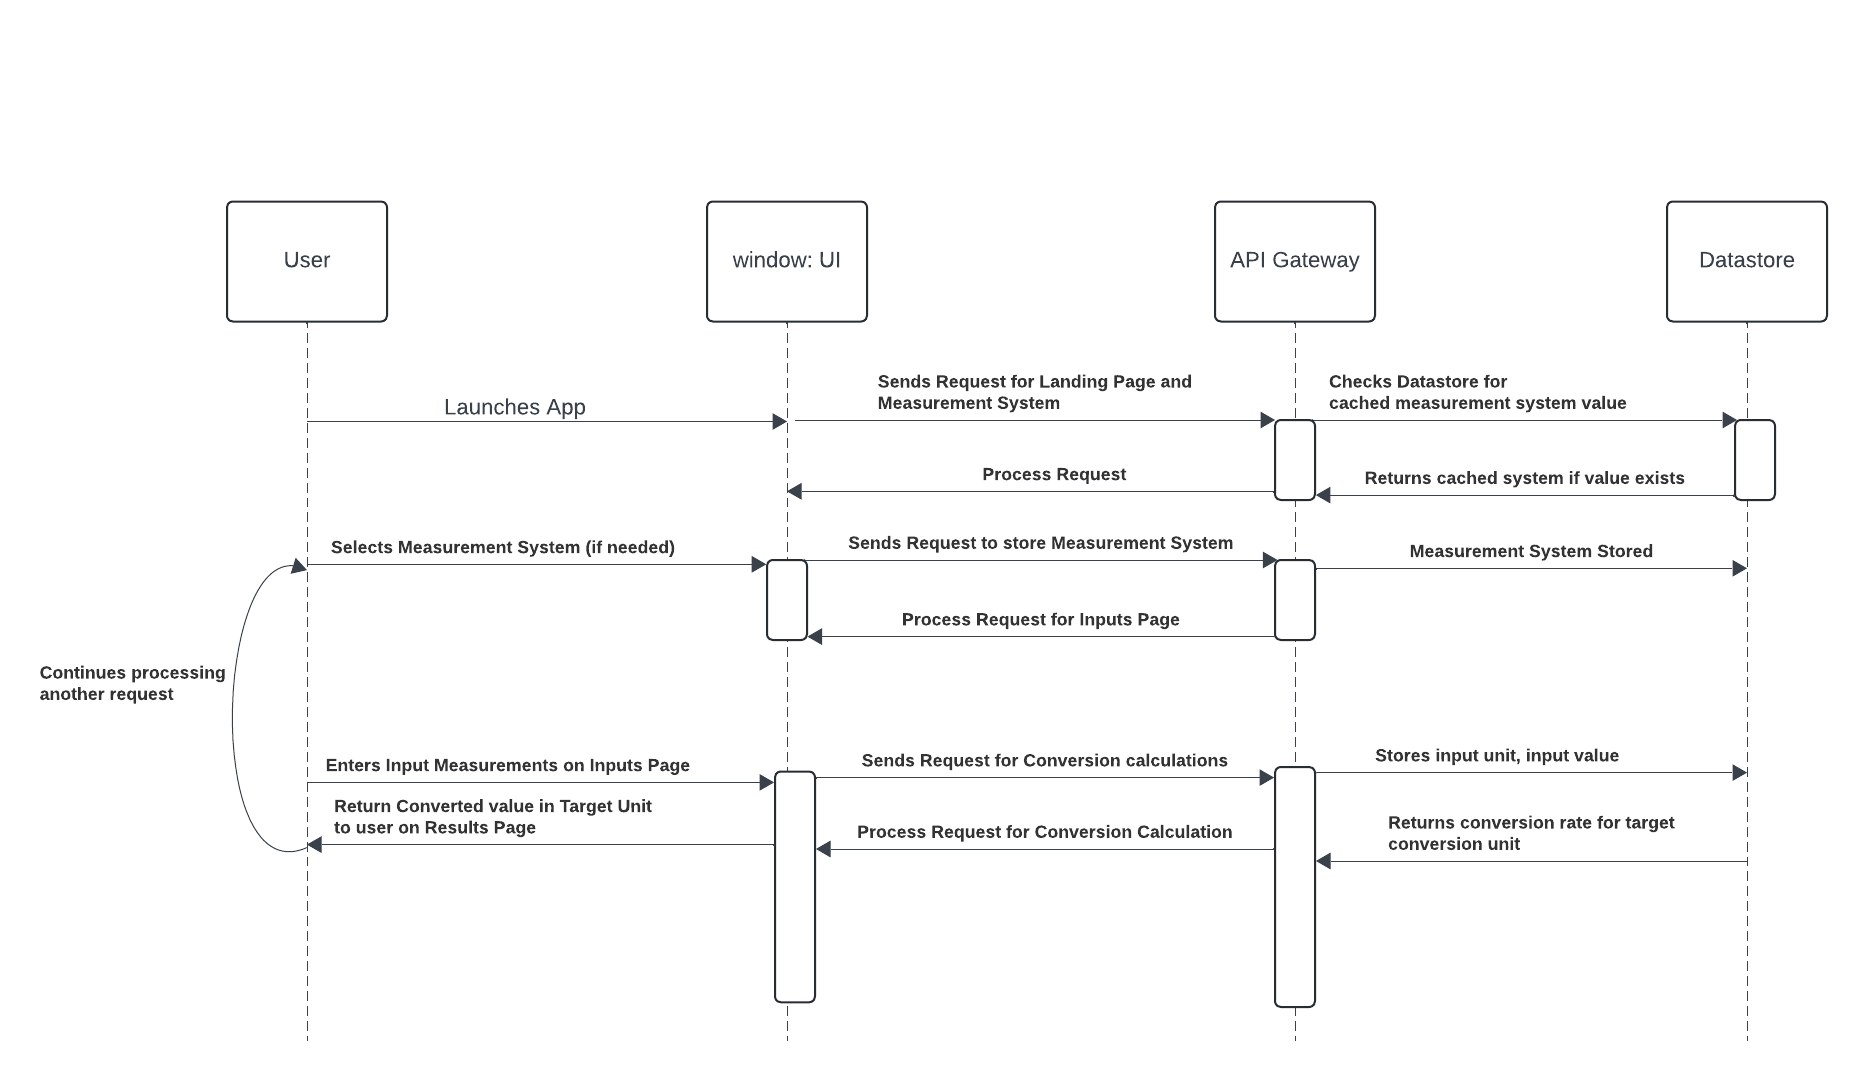 User
window: UI
API Gateway
Datastore
Launches App
Sends Request for Landing Page and
Measurement System
Checks Datastore for
cached measurement system value
Process Request
Returns cached system if value exists
Selects Measurement System (if needed)
Sends Request to store Measurement System
Measurement System Stored
Process Request for Inputs Page
Continues processing
another request
Enters Input Measurements on Inputs Page
Sends Request for Conversion calculations
Stores input unit, input value
Return Converted value in Target Unit
to user on Results Page
Process Request for Conversion Calculation
Returns conversion rate for target
conversion unit